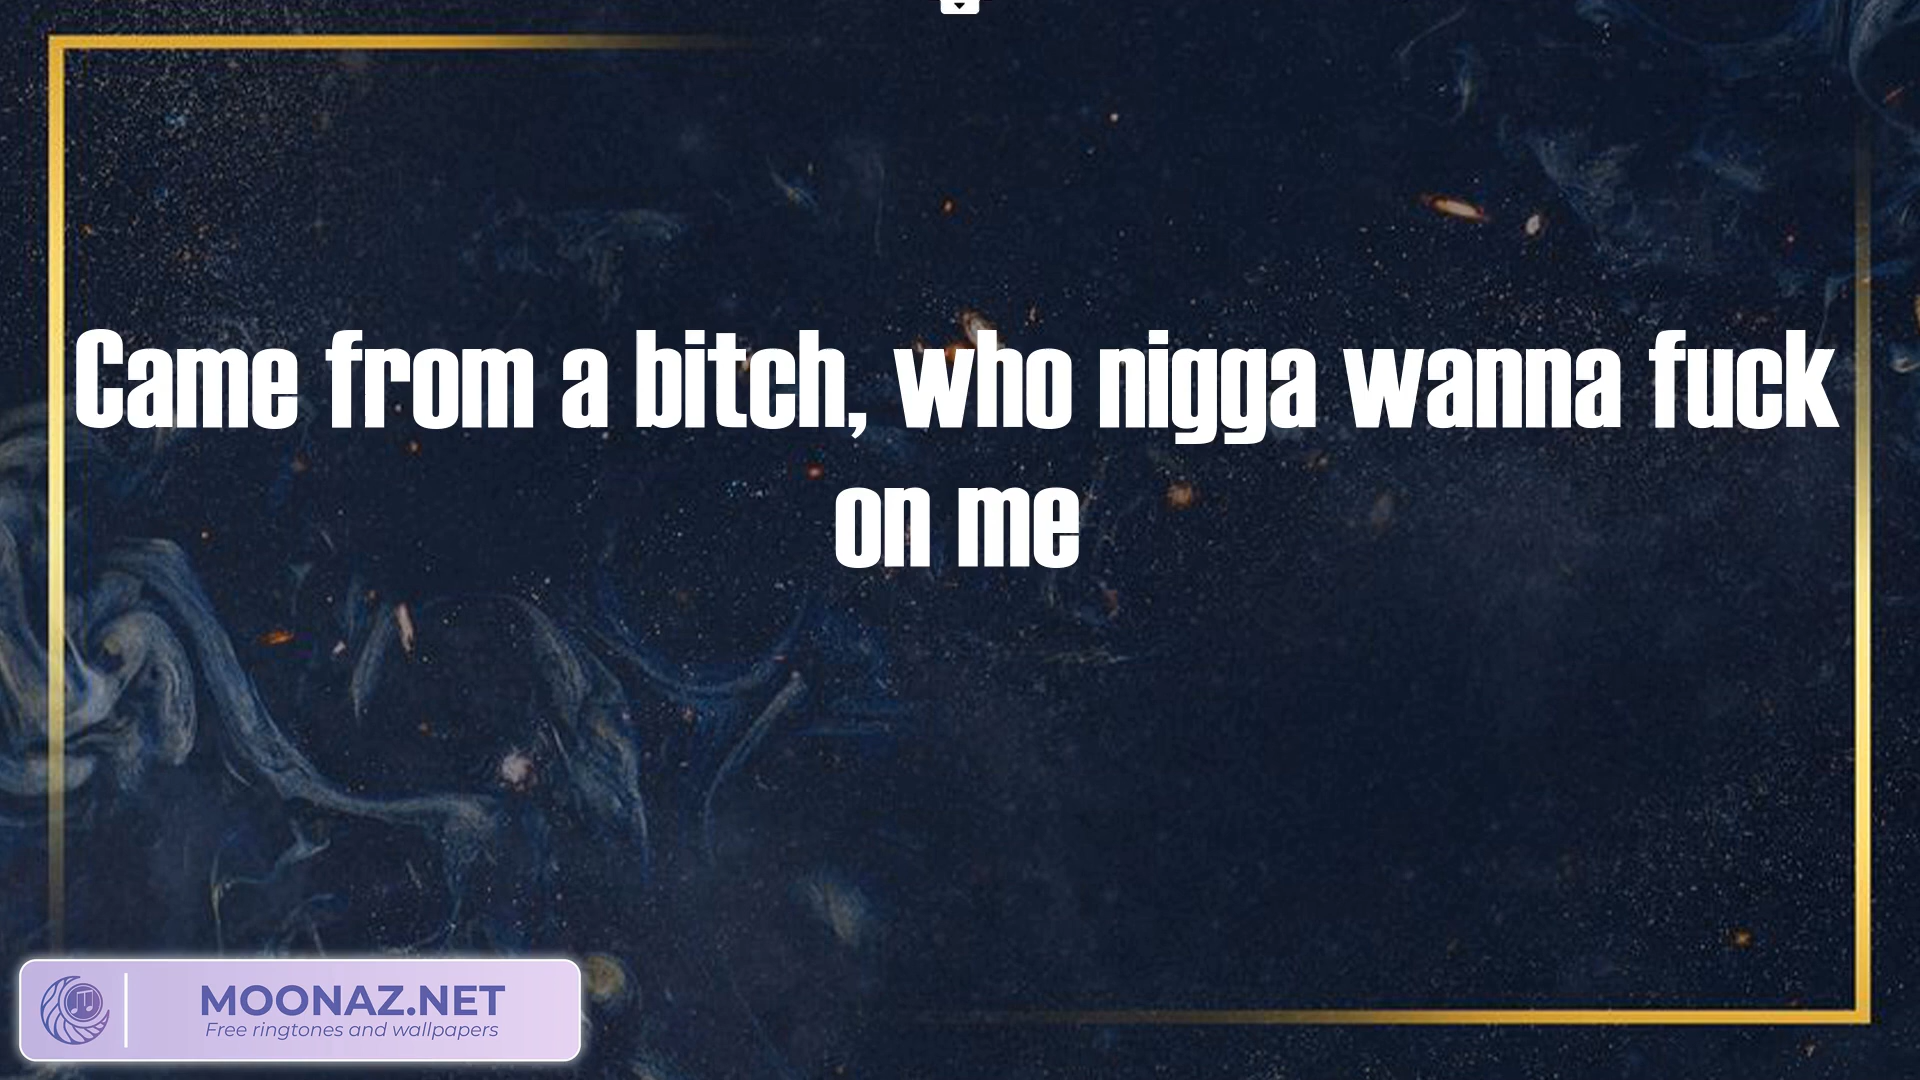 Came from a bitch, who nigga wanna fuck
on me
MOONAZ.NET
Free ringtones and wallpapers